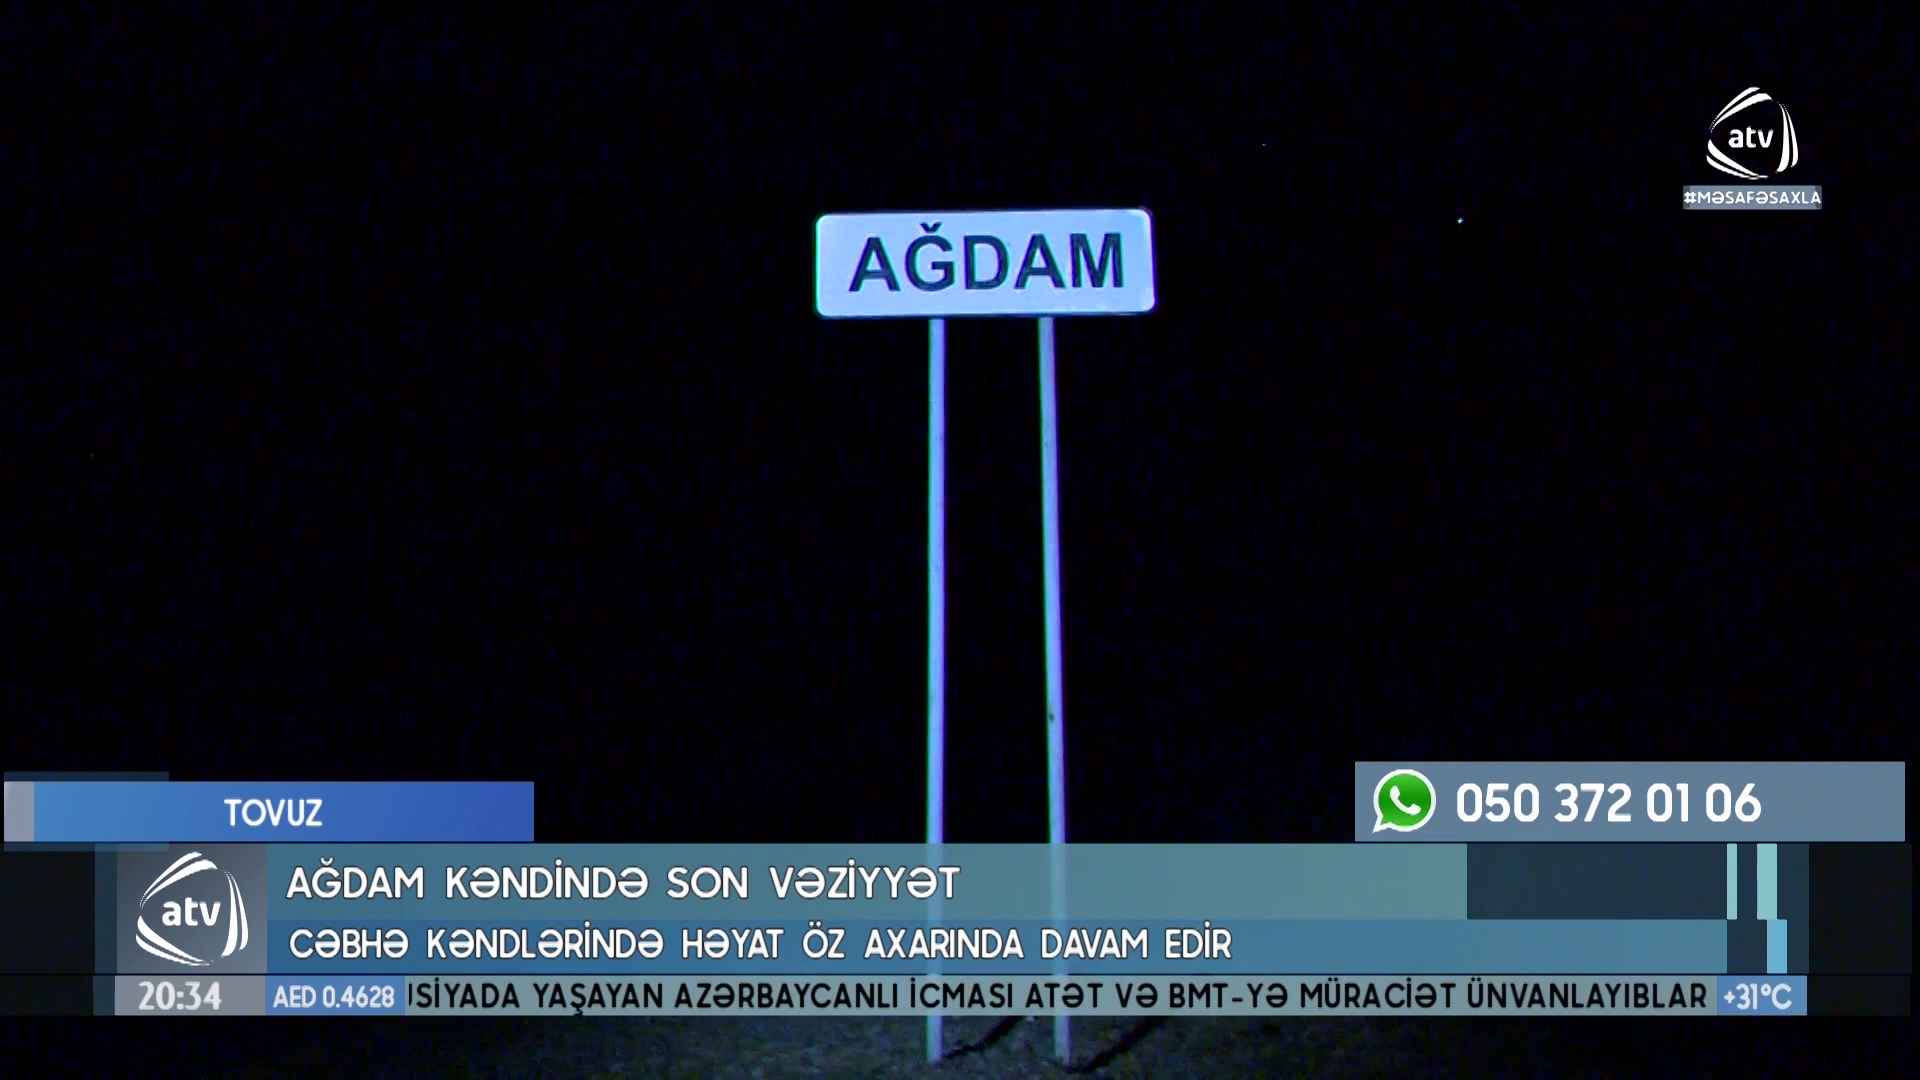 atv
#MƏSAFƏSAXLA
AĞDAM
TOVUZ
050 372 01 06
atv
AĞDAM KƏNDİNDƏ SON VƏZİYYƏT
CƏBHƏ KƏNDLƏRİNDƏ HƏYAT ÖZ AXARINDA DAVAM EDİR
20:34 AED 0.4628 YAŞAYAN AZƏRBAYCANLI İCMASI ATƏT VƏ BMT-YƏ MÜRACİƏT ÜNVANLAYIBLAR +31°C